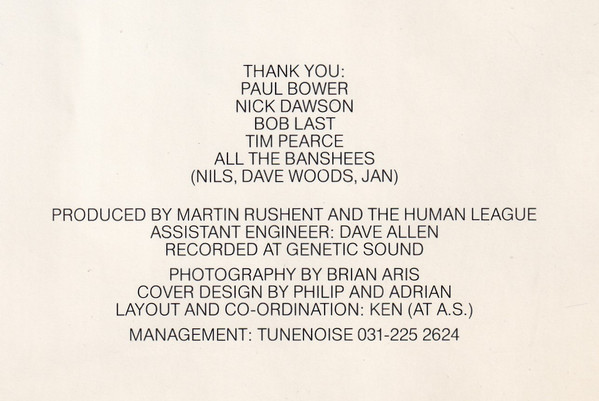 THANK YOU:
PAUL BOWER
NICK DAWSON
BOB LAST
TIM PEARCE
ALL THE BANSHEES
(NILS, DAVE WOODS, JAN)
PRODUCED BY MARTIN RUSHENT AND THE HUMAN LEAGUE
ASSISTANT ENGINEER: DAVE ALLEN
RECORDED AT GENETIC SOUND
PHOTOGRAPHY BY BRIAN ARIS
COVER DESIGN BY PHILIP AND ADRIAN
LAYOUT AND CO-ORDINATION: KEN (AT A.S.)
MANAGEMENT: TUNENOISE 031-225 2624